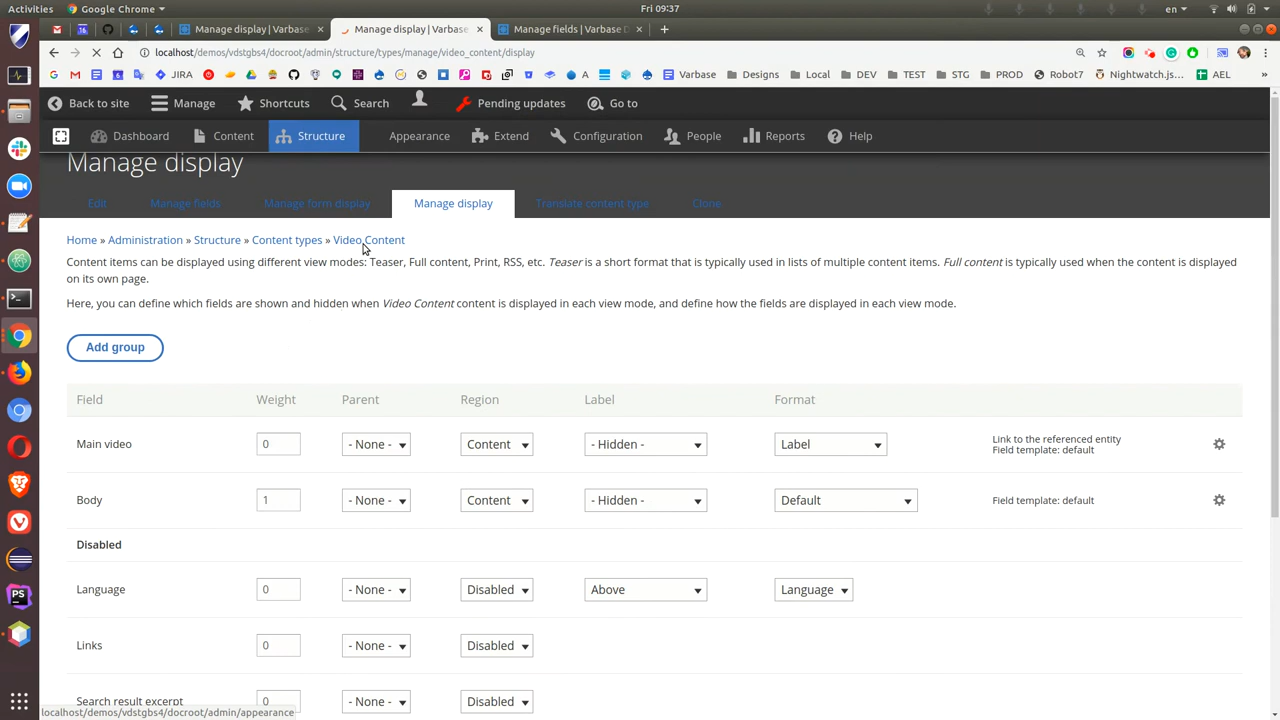 Activities Google Chrome Fri 09:37 en
Manage display | Varbase × Manage display | Varbase × Manage fields | Varbase D ×
localhost/demos/vdstgbs4/docroot/admin/structure/types/manage/video_content/display
JIRA Varbase Designs Local DEV TEST STG PROD Robot7 Nightwatch.js... AEL
Back to site Manage Shortcuts Search Pending updates Go to
Dashboard Content Structure Appearance Extend Configuration People Reports Help
Manage display
Edit Manage fields Manage form display Manage display Translate content type Clone
Home » Administration » Structure » Content types » Video Content
Content items can be displayed using different view modes: Teaser, Full content, Print, RSS, etc. Teaser is a short format that is typically used in lists of multiple content items. Full content is typically used when the content is displayed
on its own page.
Here, you can define which fields are shown and hidden when Video Content content is displayed in each view mode, and define how the fields are displayed in each view mode.
Add group
Field Weight Parent Region Label Format
Main video 0 - None - Content - Hidden - Label Link to the referenced entity
Field template: default
Body 1 - None - Content - Hidden - Default Field template: default
Disabled
Language 0 - None - Disabled Above Language
Links 0 - None - Disabled
Search result excerpt 0 - None - Disabled
localhost/demos/vdstgbs4/docroot/admin/appearance